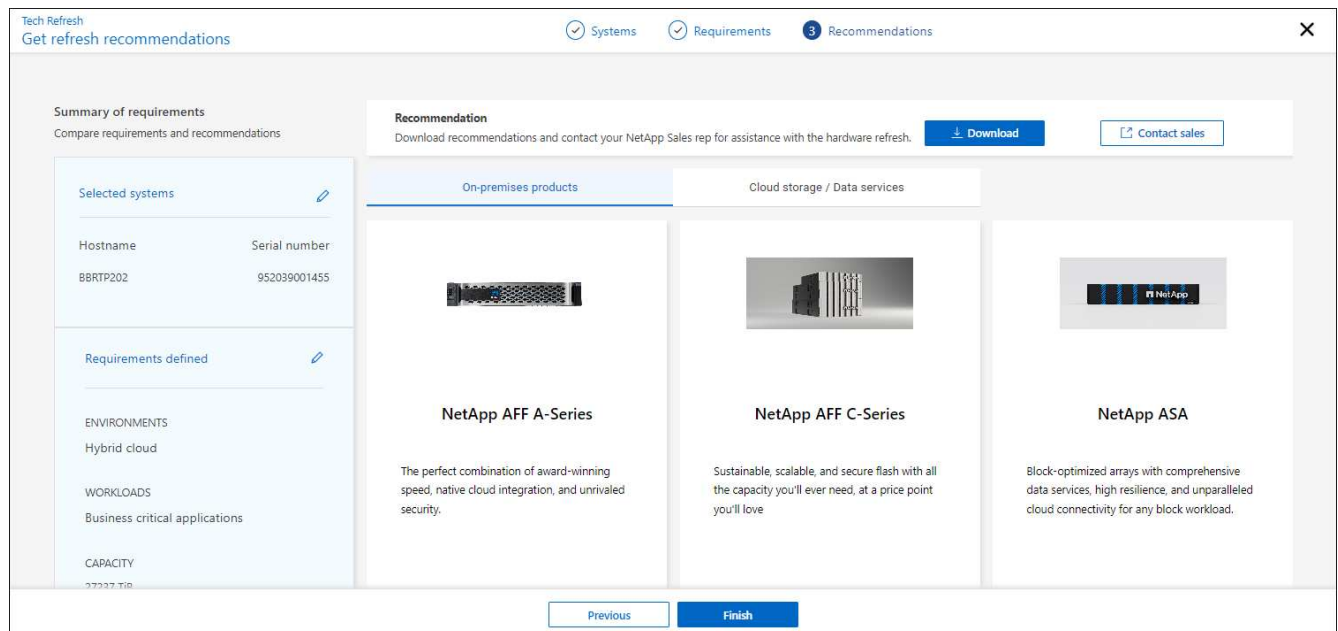 Tech Refresh
Get refresh recommendations
Systems
Requirements
3 Recommendations
Summary of requirements
Compare requirements and recommendations
Recommendation
Download recommendations and contact your NetApp Sales rep for assistance with the hardware refresh.
Download
Contact sales
Selected systems
Hostname Serial number
BBRTP202 952039001455
Requirements defined
ENVIRONMENTS
Hybrid cloud
WORKLOADS
Business critical applications
CAPACITY
27237 TiB
On-premises products
Cloud storage / Data services
NetApp AFF A-Series
The perfect combination of award-winning
speed, native cloud integration, and unrivaled
security.
NetApp AFF C-Series
Sustainable, scalable, and secure flash with all
the capacity you'll ever need, at a price point
you'll love
NetApp
NetApp ASA
Block-optimized arrays with comprehensive
data services, high resilience, and unparalleled
cloud connectivity for any block workload.
Previous
Finish